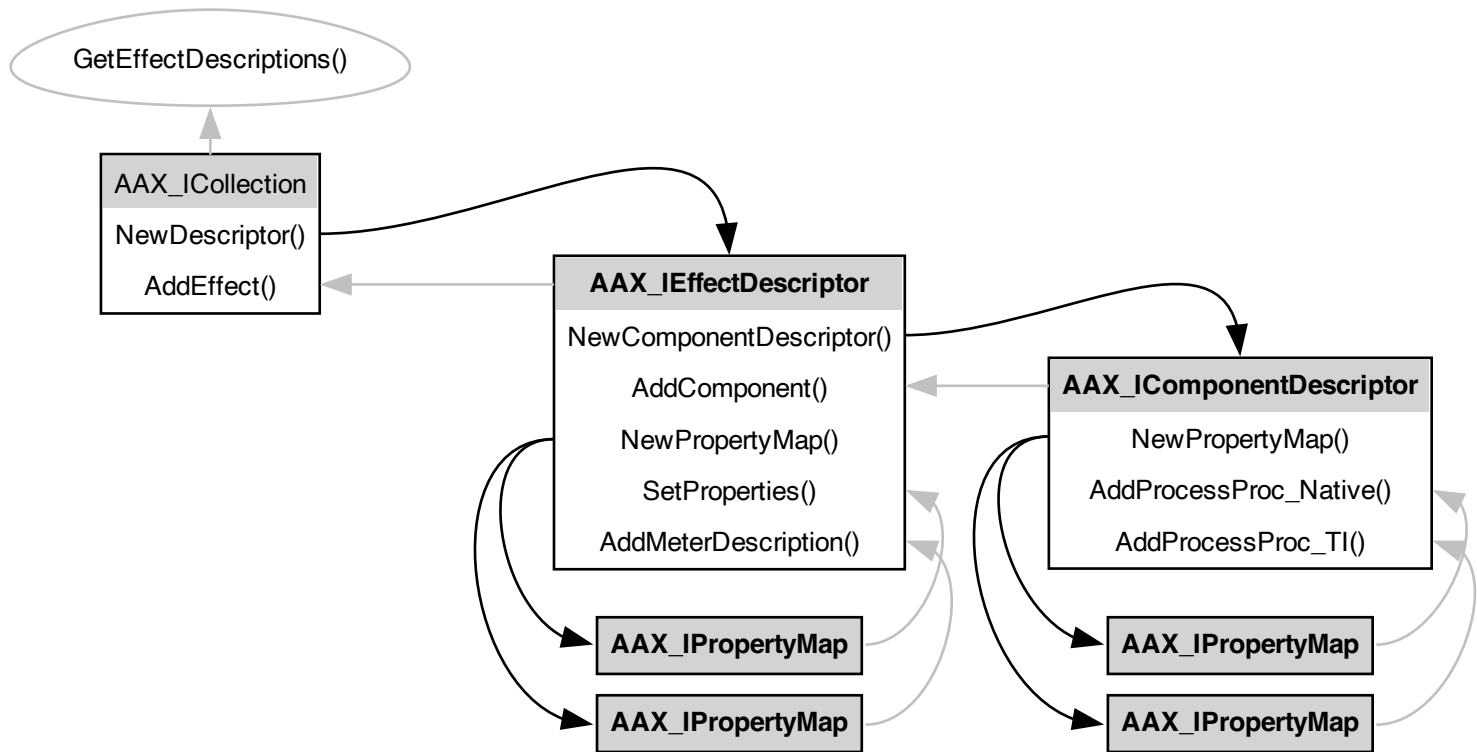 GetEffectDescriptions()
AAX_ICollection
NewDescriptor()
AddEffect()
AAX_IEffectDescriptor
NewComponentDescriptor()
AddComponent()
NewPropertyMap()
SetProperties()
AddMeterDescription()
AAX_IComponentDescriptor
NewPropertyMap()
AddProcessProc_Native()
AddProcessProc_TI()
AAX_IPropertyMap
AAX_IPropertyMap
AAX_IPropertyMap
AAX_IPropertyMap